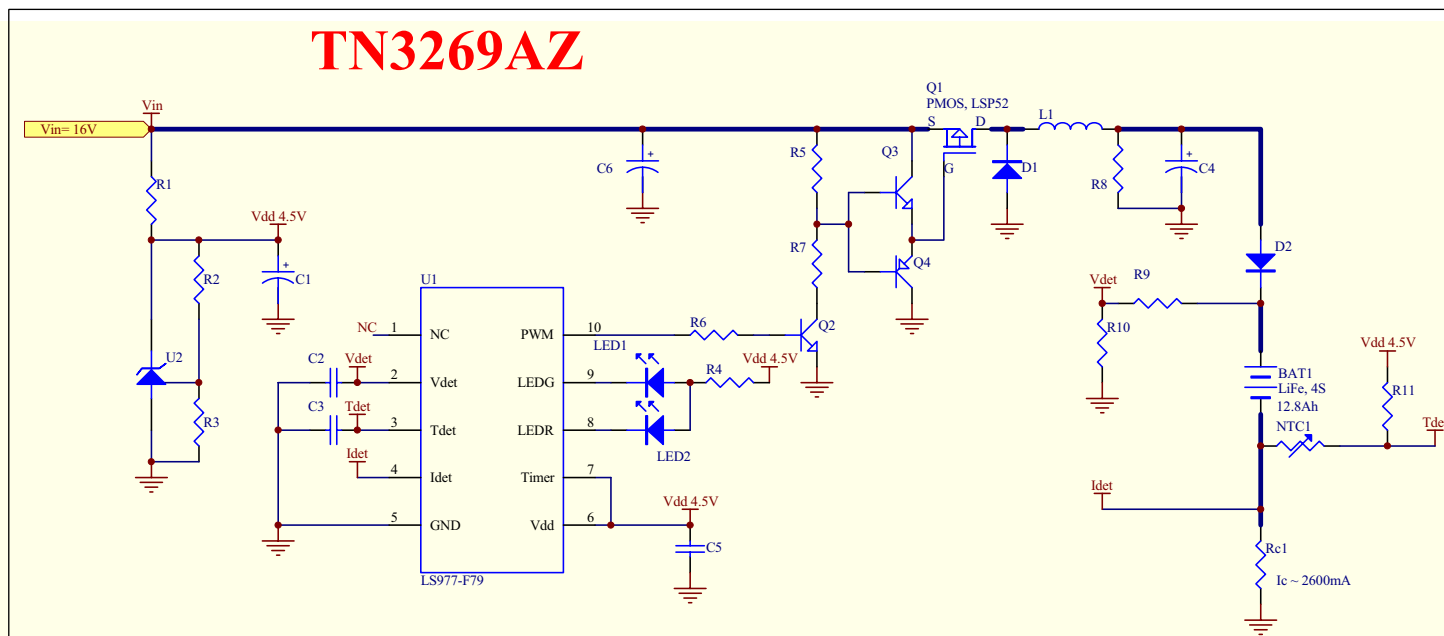 TN3269AZ
Vin
Vin= 16V
Q1
PMOS, LSP52
S
D
G
L1
C6
R5
Q3
D1
R8
C4
R1
Vdd 4.5V
R2
C1
R7
Q4
D2
U1
Vdet
R9
R10
NC
1
NC
PWM
10
R6
Q2
LED1
U2
C2
Vdet
2
Vdet
LEDG
9
R4
Vdd 4.5V
Vdd 4.5V
BAT1
LiFe, 4S
12.8Ah
R11
R3
C3
Tdet
3
Tdet
LEDR
8
LED2
NTC1
Tde
Idet
4
Idet
Timer
7
Idet
5
GND
Vdd
6
Vdd 4.5V
C5
Rc1
Ic ~ 2600mA
LS977-F79